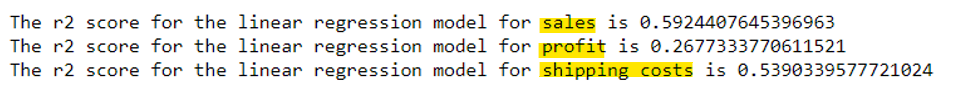 The r2 score for the linear regression model for sales is 0.5924407645396963
The r2 score for the linear regression model for profit is 0.2677333770611521
The r2 score for the linear regression model for shipping costs is 0.5390339577721024